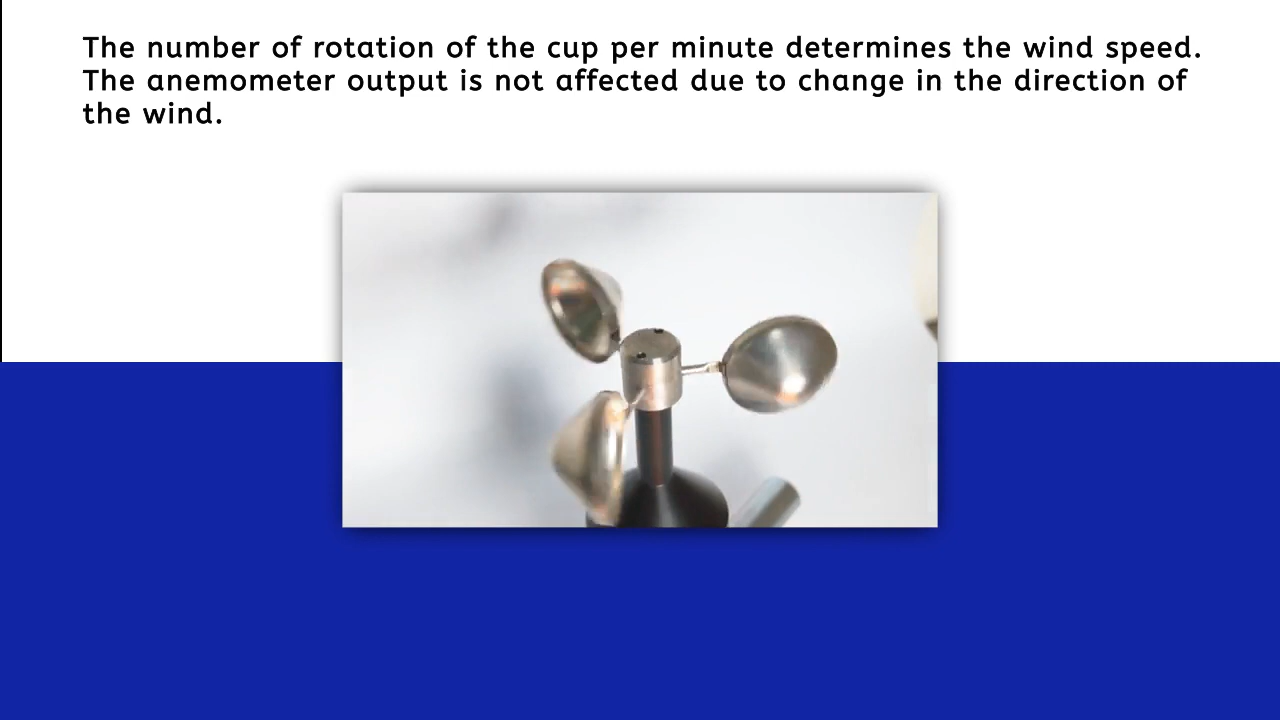 The number of rotation of the cup per minute determines the wind speed.
The anemometer output is not affected due to change in the direction of
the wind.